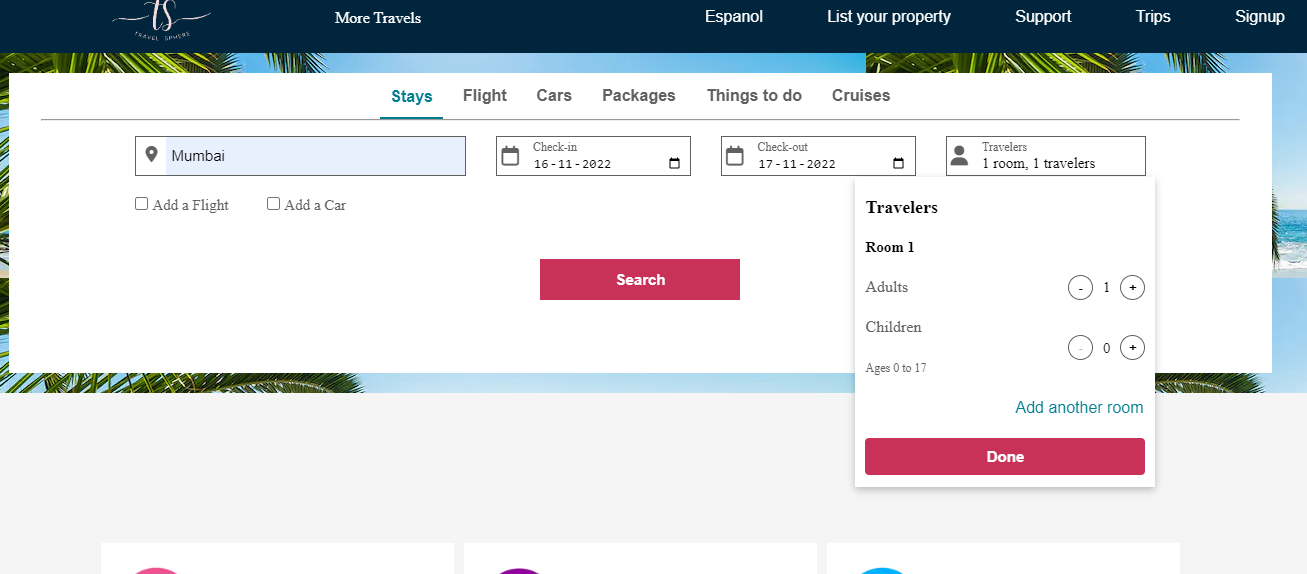 ts
TRAVEL SPHERE
More Travels
Espanol
List your property
Support
Trips
Signup
Stays
Flight
Cars
Packages
Things to do
Cruises
Mumbai
Check-in
16-11-2022
Check-out
17-11-2022
Travelers
1 room, 1 travelers
Add a Flight
Add a Car
Search
Travelers
Room 1
Adults
- 1 +
Children
- 0 +
Ages 0 to 17
Add another room
Done